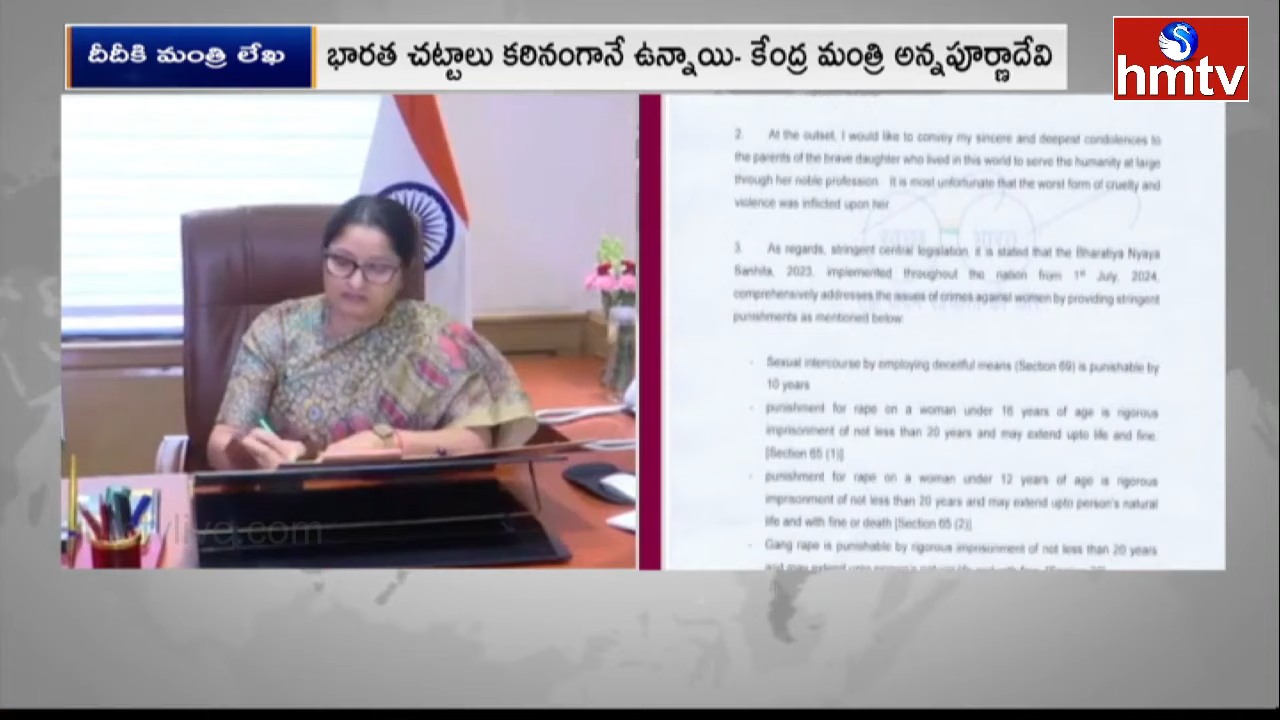 దీదీకి మంత్రి లేఖ
భారత చట్టాలు కఠినంగానే ఉన్నాయి- కేంద్ర మంత్రి అన్నపూర్ణాదేవి
hmtv
2. At the outset, I would like to convey my sincere and deepest condolences to
the parents of the brave daughter who lived in this world to serve the humanity at large
through her noble profession. It is most unfortunate that the worst form of cruelty and
violence was inflicted upon her
3. As regards, stringent central legislation, it is stated that the Bharatiya Nyaya
Sanhita, 2023, implemented throughout the nation from 1st July, 2024,
comprehensively addresses the issues of crimes against women by providing stringent
punishments as mentioned below
- Sexual intercourse by employing deceitful means (Section 69) is punishable by
10 years
- punishment for rape on a woman under 16 years of age is rigorous
imprisonment of not less than 20 years and may extend upto life and fine.
[Section 65 (1)]
- punishment for rape on a woman under 12 years of age is rigorous
imprisonment of not less than 20 years and may extend upto person's natural
life and with fine or death [Section 65 (2)]
- Gang rape is punishable by rigorous imprisonment of not less than 20 years